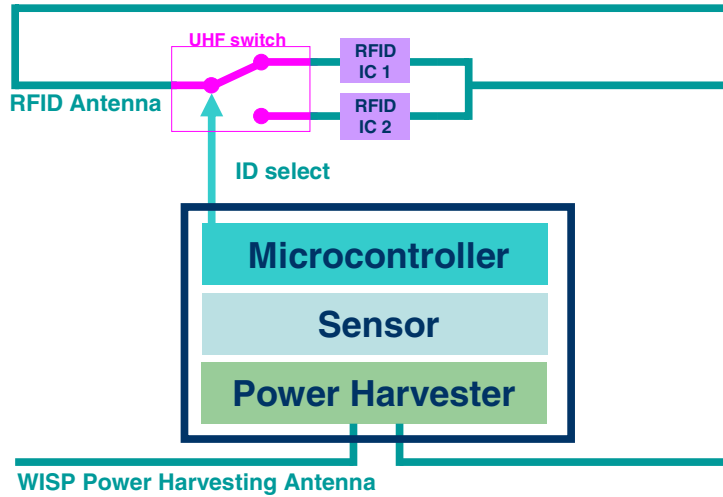 UHF switch
RFID
IC 1
RFID Antenna
RFID
IC 2
ID select
Microcontroller
Sensor
Power Harvester
WISP Power Harvesting Antenna